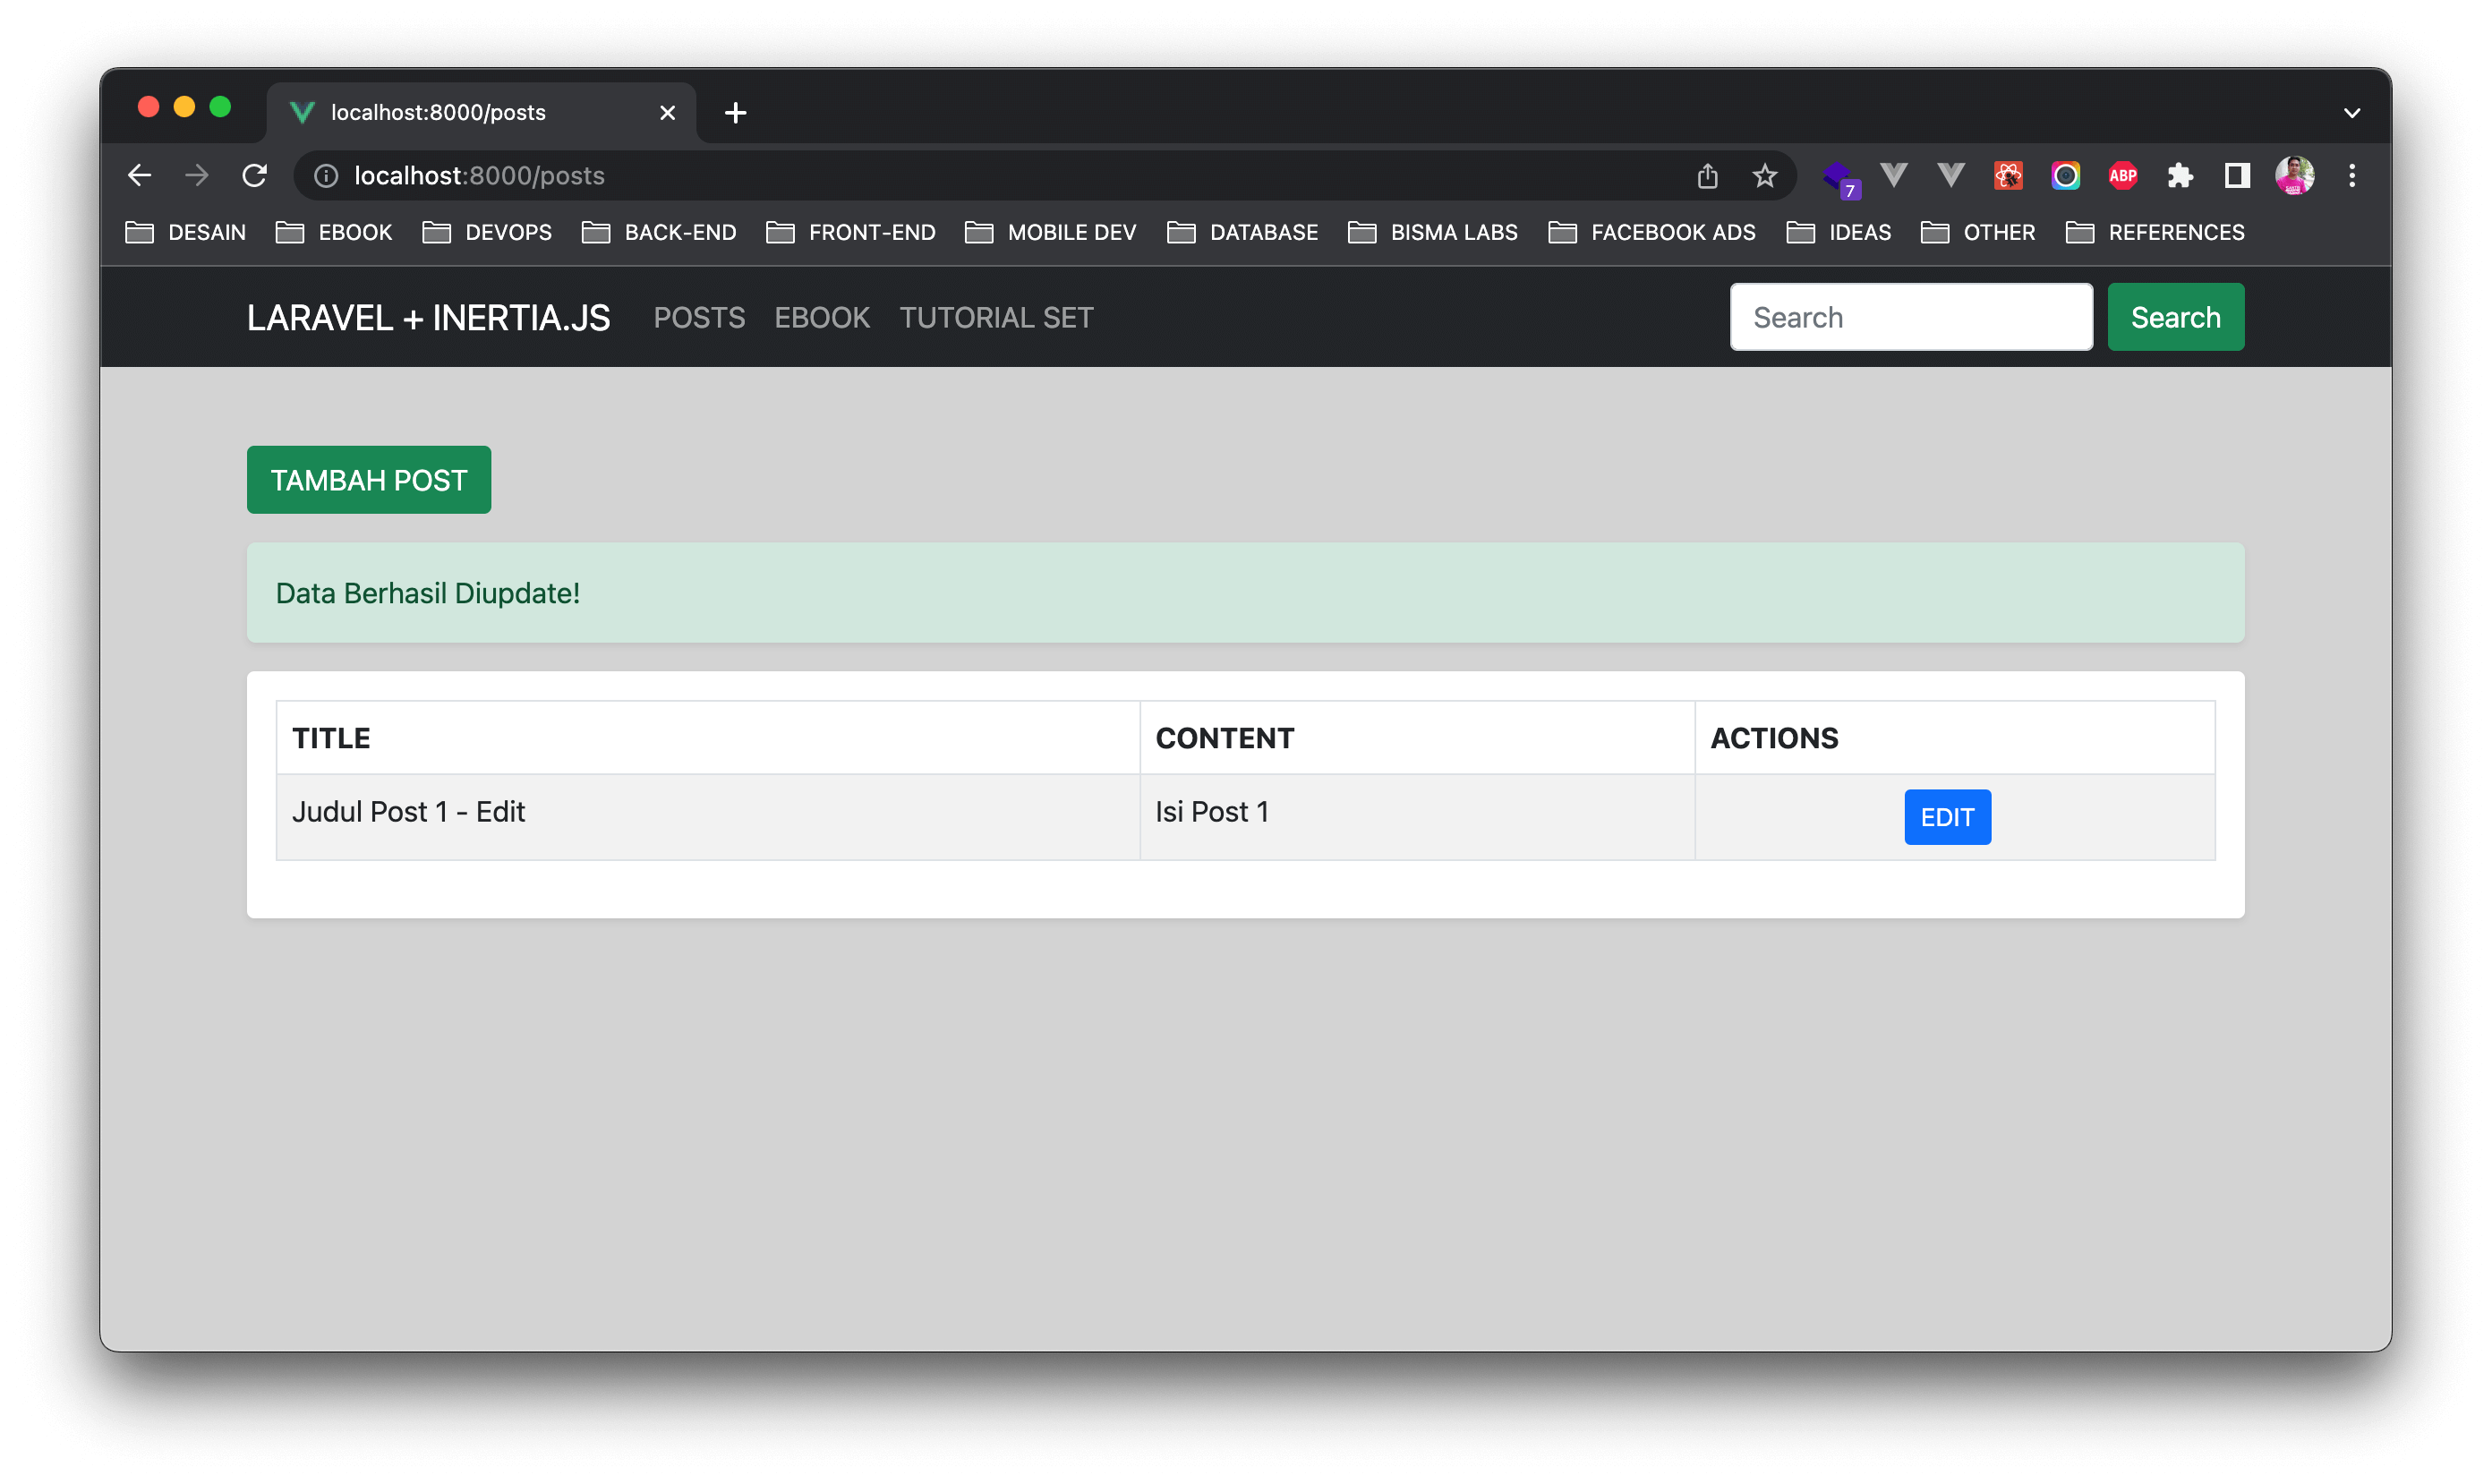 localhost:8000/posts
localhost:8000/posts
7
ABP
DESAIN EBOOK DEVOPS BACK-END FRONT-END MOBILE DEV DATABASE BISMA LABS FACEBOOK ADS IDEAS OTHER REFERENCES
LARAVEL + INERTIA.JS POSTS EBOOK TUTORIAL SET Search Search
TAMBAH POST
Data Berhasil Diupdate!
TITLE CONTENT ACTIONS
Judul Post 1 - Edit Isi Post 1 EDIT